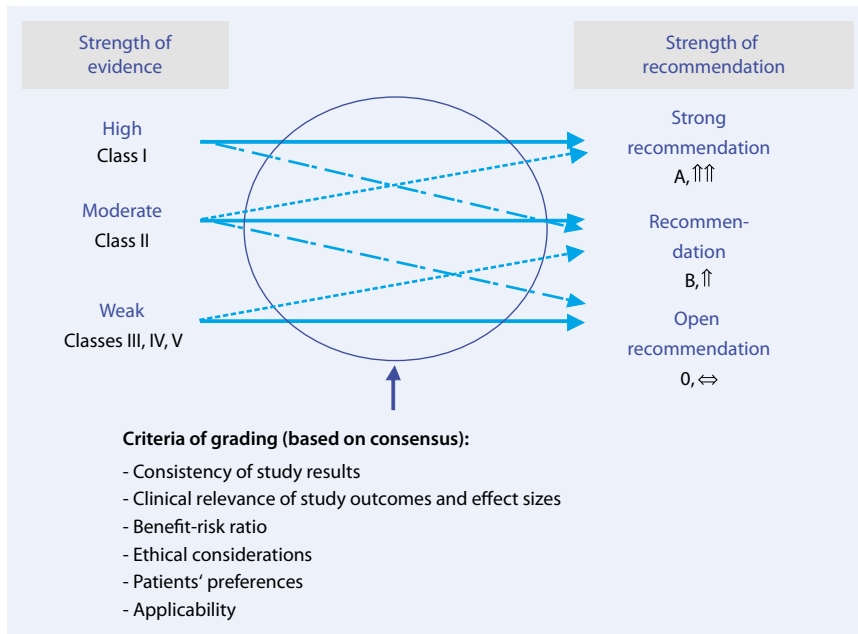 Strength of
evidence
Strength of
recommendation
High
Class I
Moderate
Class II
Weak
Classes III, IV, V
Strong
recommendation
A, ⇑⇑
Recommen-
dation
B, ⇑
Open
recommendation
0, ⇔
Criteria of grading (based on consensus):
- Consistency of study results
- Clinical relevance of study outcomes and effect sizes
- Benefit-risk ratio
- Ethical considerations
- Patients‘ preferences
- Applicability